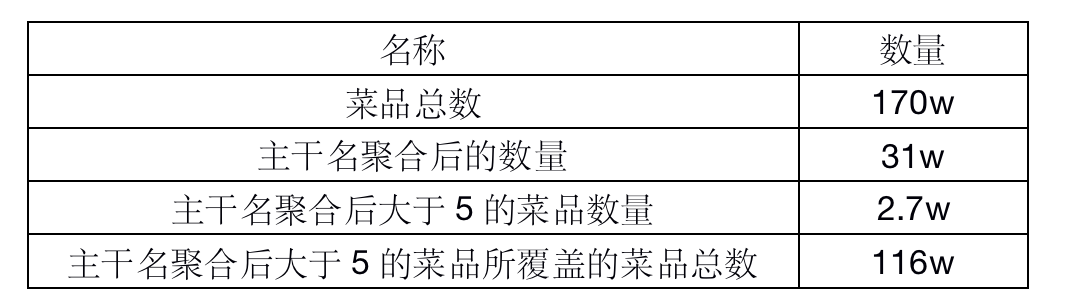 名称 数量
菜品总数 170w
主干名聚合后的数量 31w
主干名聚合后大于 5 的菜品数量 2.7w
主干名聚合后大于 5 的菜品所覆盖的菜品总数 116w